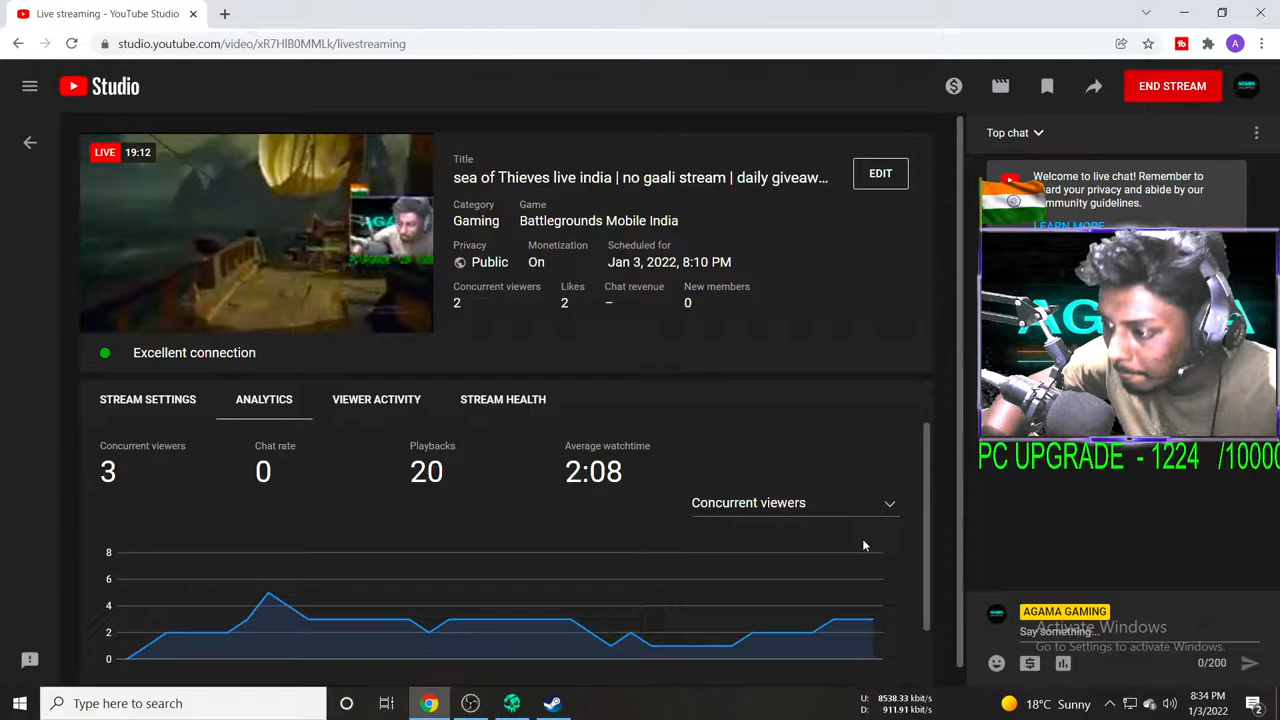 Live streaming - YouTube Studio
studio.youtube.com/video/xR7HlB0MMLk/livestreaming
A
Studio
END STREAM
AGAMA
LIVE 19:12
Title
sea of Thieves live india | no gaali stream | daily giveaw...
EDIT
Category Game
Gaming Battlegrounds Mobile India
Privacy Monetization Scheduled for
Public On Jan 3, 2022, 8:10 PM
Concurrent viewers Likes Chat revenue New members
2 2 – 0
Excellent connection
STREAM SETTINGS ANALYTICS VIEWER ACTIVITY STREAM HEALTH
Concurrent viewers Chat rate Playbacks Average watchtime
3 0 20 2:08
Concurrent viewers
8
6
4
2
0
Top chat
Welcome to live chat! Remember to
ard your privacy and abide by our
mmunity guidelines.
LEARN MORE
PC UPGRADE - 1224 /10000
AGAMA GAMING
Say something...
Activate Windows
Go to Settings to activate Windows.
0/200
Type here to search
U: 8538.33 kbit/s
D: 911.91 kbit/s
18°C Sunny
8:34 PM
1/3/2022
2